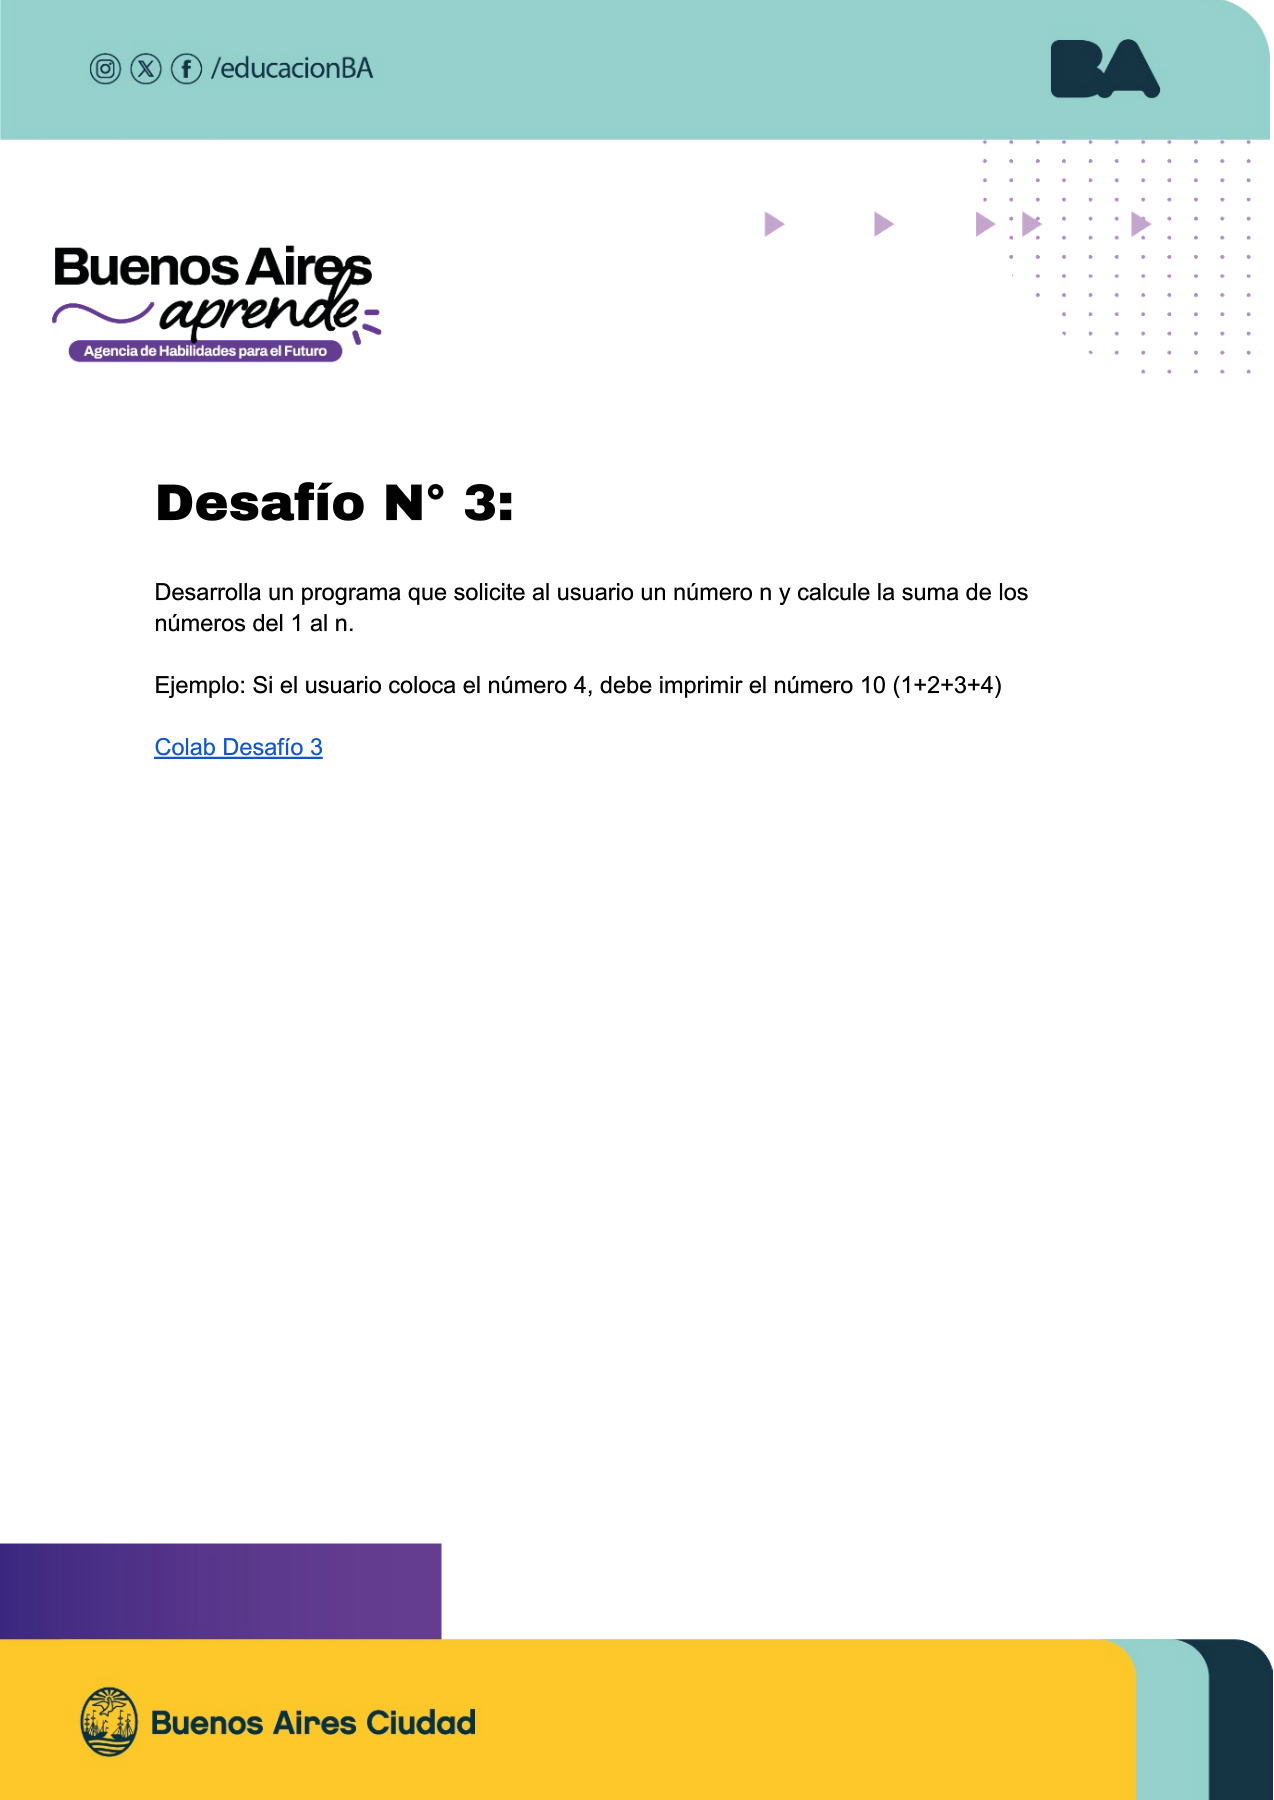 /educacionBA
BA
Buenos Aires
aprende
Agencia de Habilidades para el Futuro
Desafío N° 3:
Desarrolla un programa que solicite al usuario un número n y calcule la suma de los
números del 1 al n.
Ejemplo: Si el usuario coloca el número 4, debe imprimir el número 10 (1+2+3+4)
Colab Desafío 3
Buenos Aires Ciudad